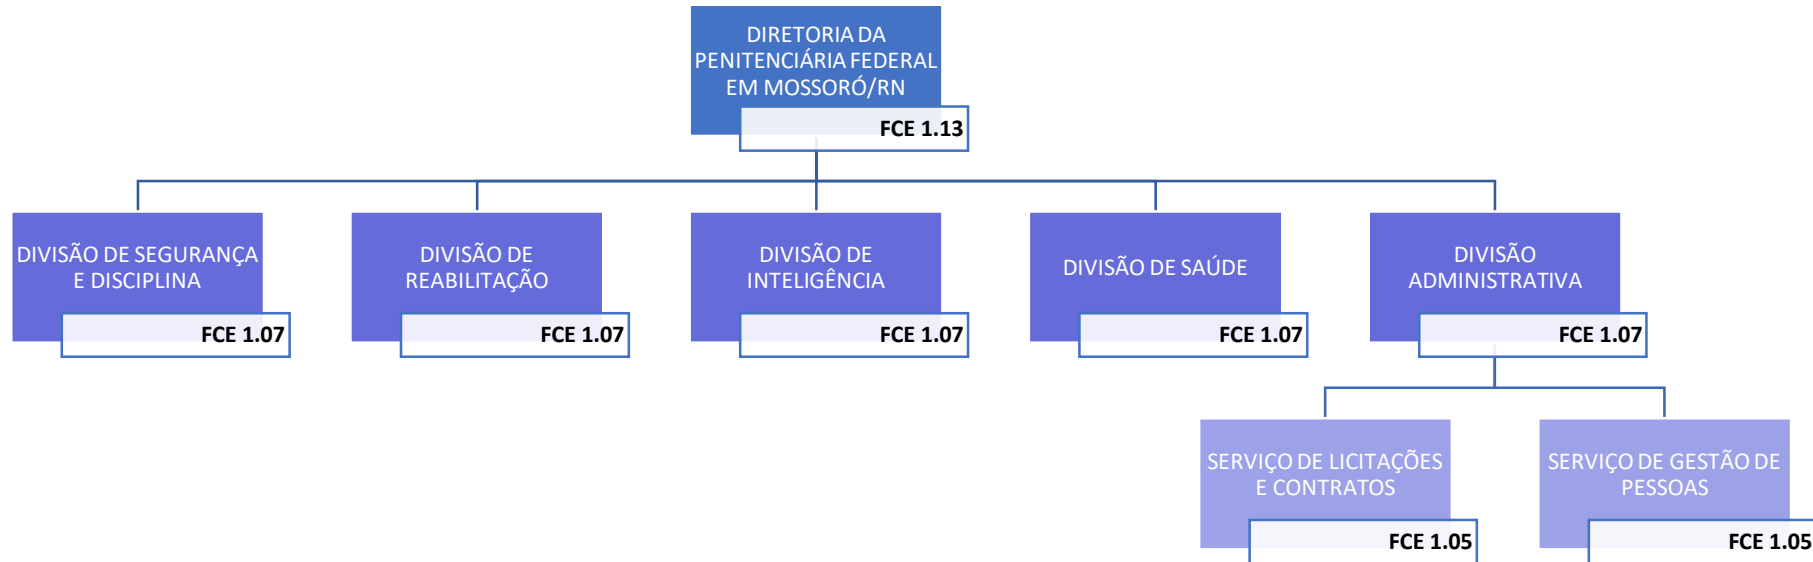 DIRETORIA DA
PENITENCIÁRIA FEDERAL
EM MOSSORÓ/RN
FCE 1.13
DIVISÃO DE SEGURANÇA
E DISCIPLINA
FCE 1.07
DIVISÃO DE
REABILITAÇÃO
FCE 1.07
DIVISÃO DE
INTELIGÊNCIA
FCE 1.07
DIVISÃO DE SAÚDE
FCE 1.07
DIVISÃO
ADMINISTRATIVA
FCE 1.07
SERVIÇO DE LICITAÇÕES
E CONTRATOS
FCE 1.05
SERVIÇO DE GESTÃO DE
PESSOAS
FCE 1.05